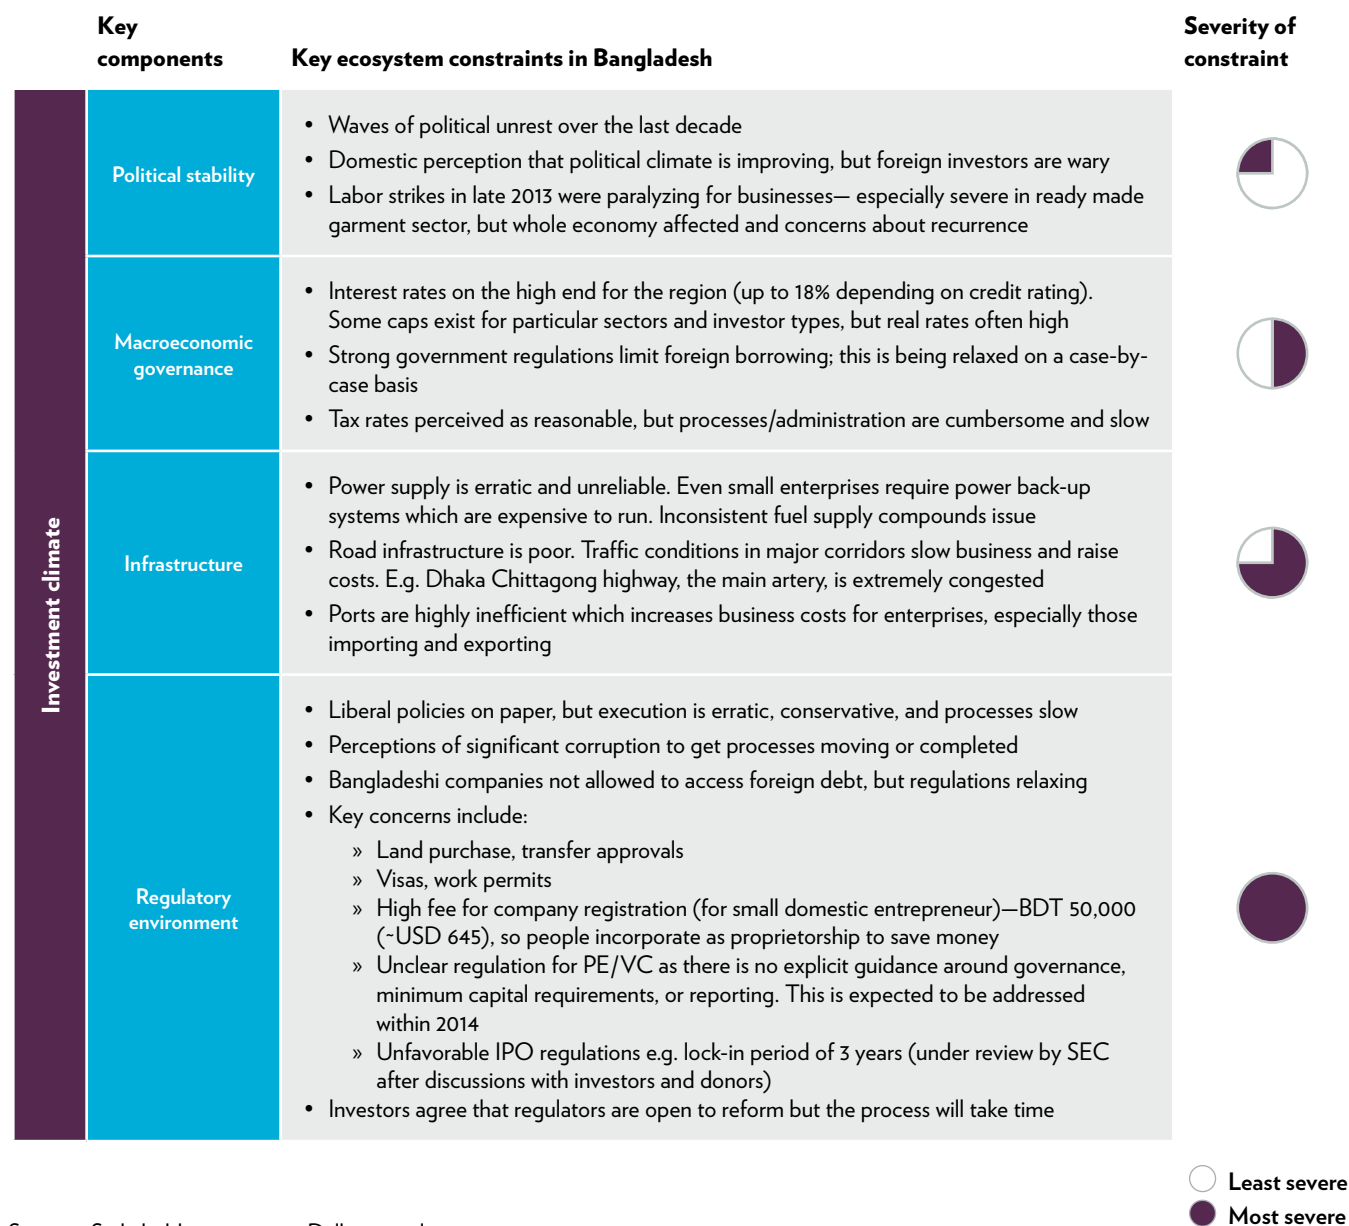 Key
components
Key ecosystem constraints in Bangladesh
Severity of
constraint
Investment climate
Political stability
• Waves of political unrest over the last decade
• Domestic perception that political climate is improving, but foreign investors are wary
• Labor strikes in late 2013 were paralyzing for businesses— especially severe in ready made
garment sector, but whole economy affected and concerns about recurrence
Macroeconomic
governance
• Interest rates on the high end for the region (up to 18% depending on credit rating).
Some caps exist for particular sectors and investor types, but real rates often high
• Strong government regulations limit foreign borrowing; this is being relaxed on a case-by-
case basis
• Tax rates perceived as reasonable, but processes/administration are cumbersome and slow
Infrastructure
• Power supply is erratic and unreliable. Even small enterprises require power back-up
systems which are expensive to run. Inconsistent fuel supply compounds issue
• Road infrastructure is poor. Traffic conditions in major corridors slow business and raise
costs. E.g. Dhaka Chittagong highway, the main artery, is extremely congested
• Ports are highly inefficient which increases business costs for enterprises, especially those
importing and exporting
Regulatory
environment
• Liberal policies on paper, but execution is erratic, conservative, and processes slow
• Perceptions of significant corruption to get processes moving or completed
• Bangladeshi companies not allowed to access foreign debt, but regulations relaxing
• Key concerns include:
» Land purchase, transfer approvals
» Visas, work permits
» High fee for company registration (for small domestic entrepreneur)—BDT 50,000
(~USD 645), so people incorporate as proprietorship to save money
» Unclear regulation for PE/VC as there is no explicit guidance around governance,
minimum capital requirements, or reporting. This is expected to be addressed
within 2014
» Unfavorable IPO regulations e.g. lock-in period of 3 years (under review by SEC
after discussions with investors and donors)
• Investors agree that regulators are open to reform but the process will take time
Least severe
Most severe